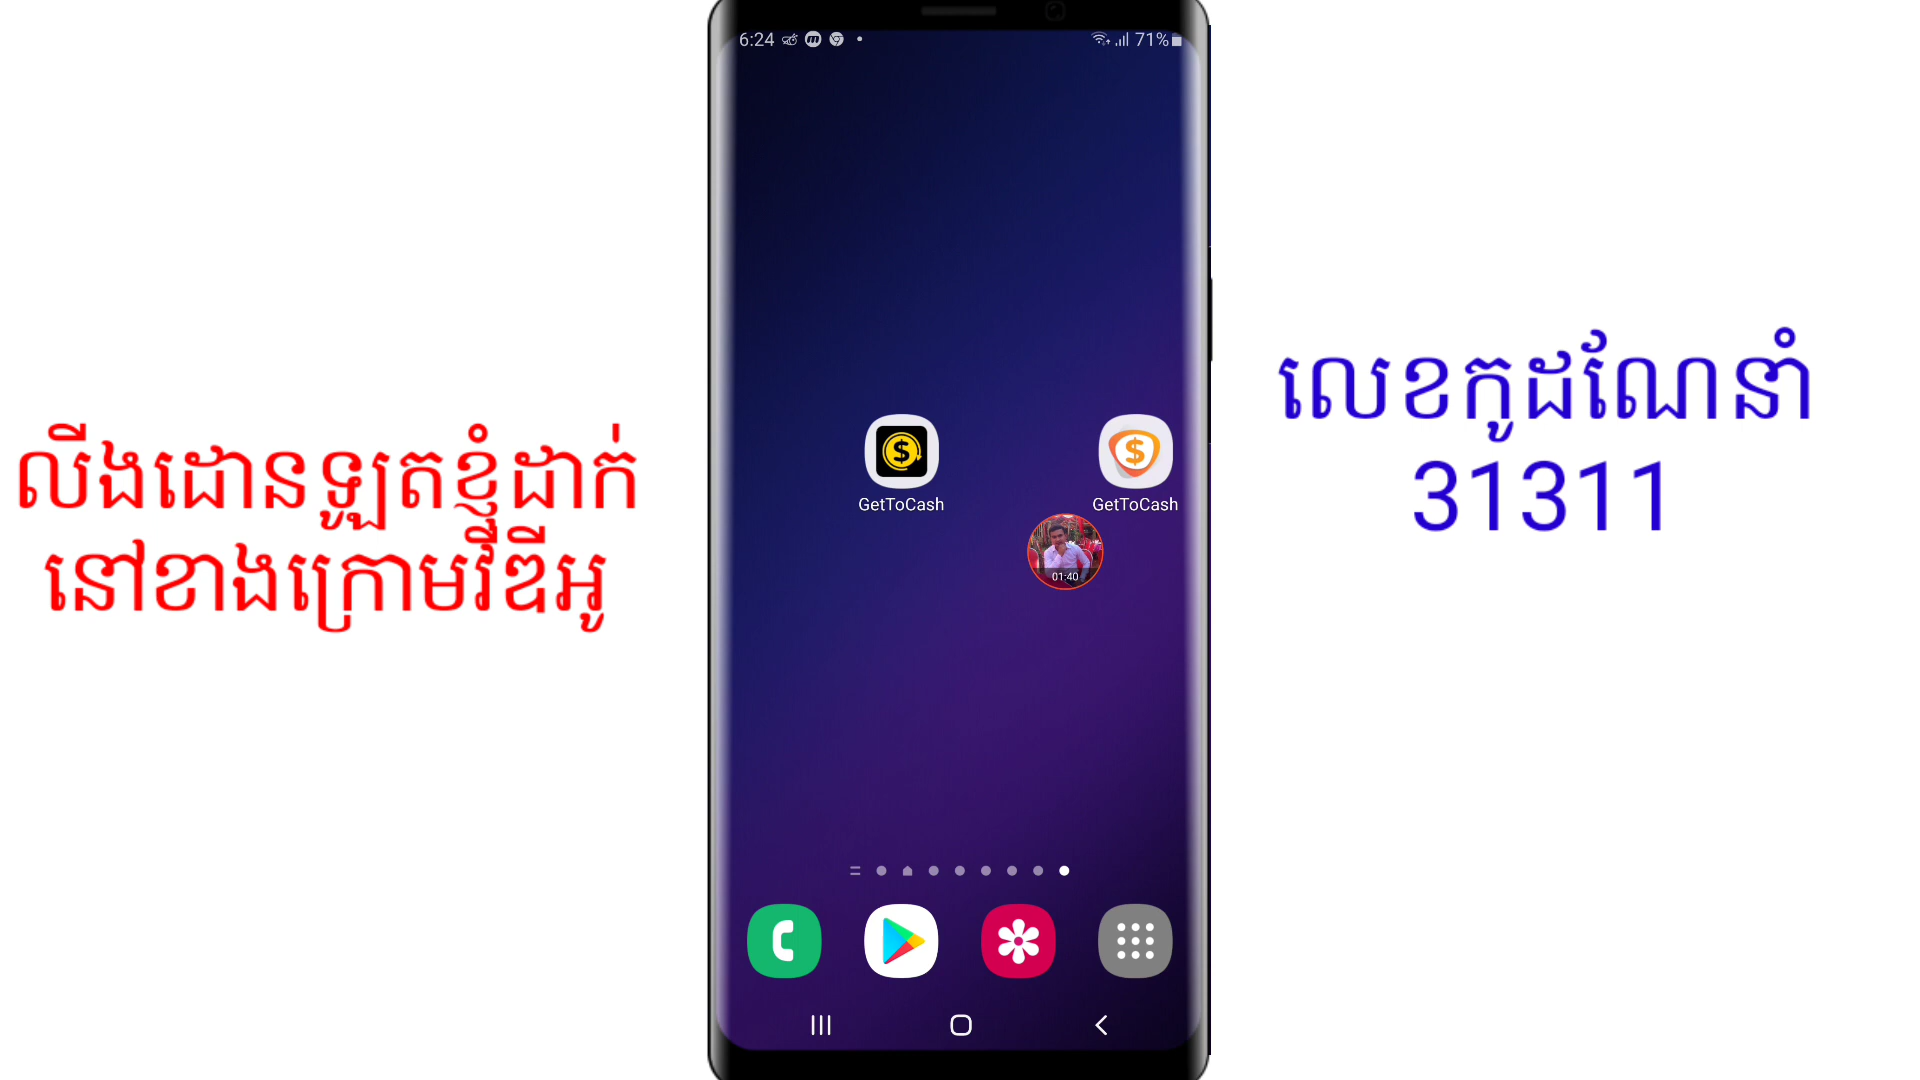 6:24
71%
លីងដោនឡូតខ្ញុំដាក់
នៅខាងក្រោមវីឌីអូ
GetToCash
GetToCash
01:40
លេខកូដណែនាំ
31311